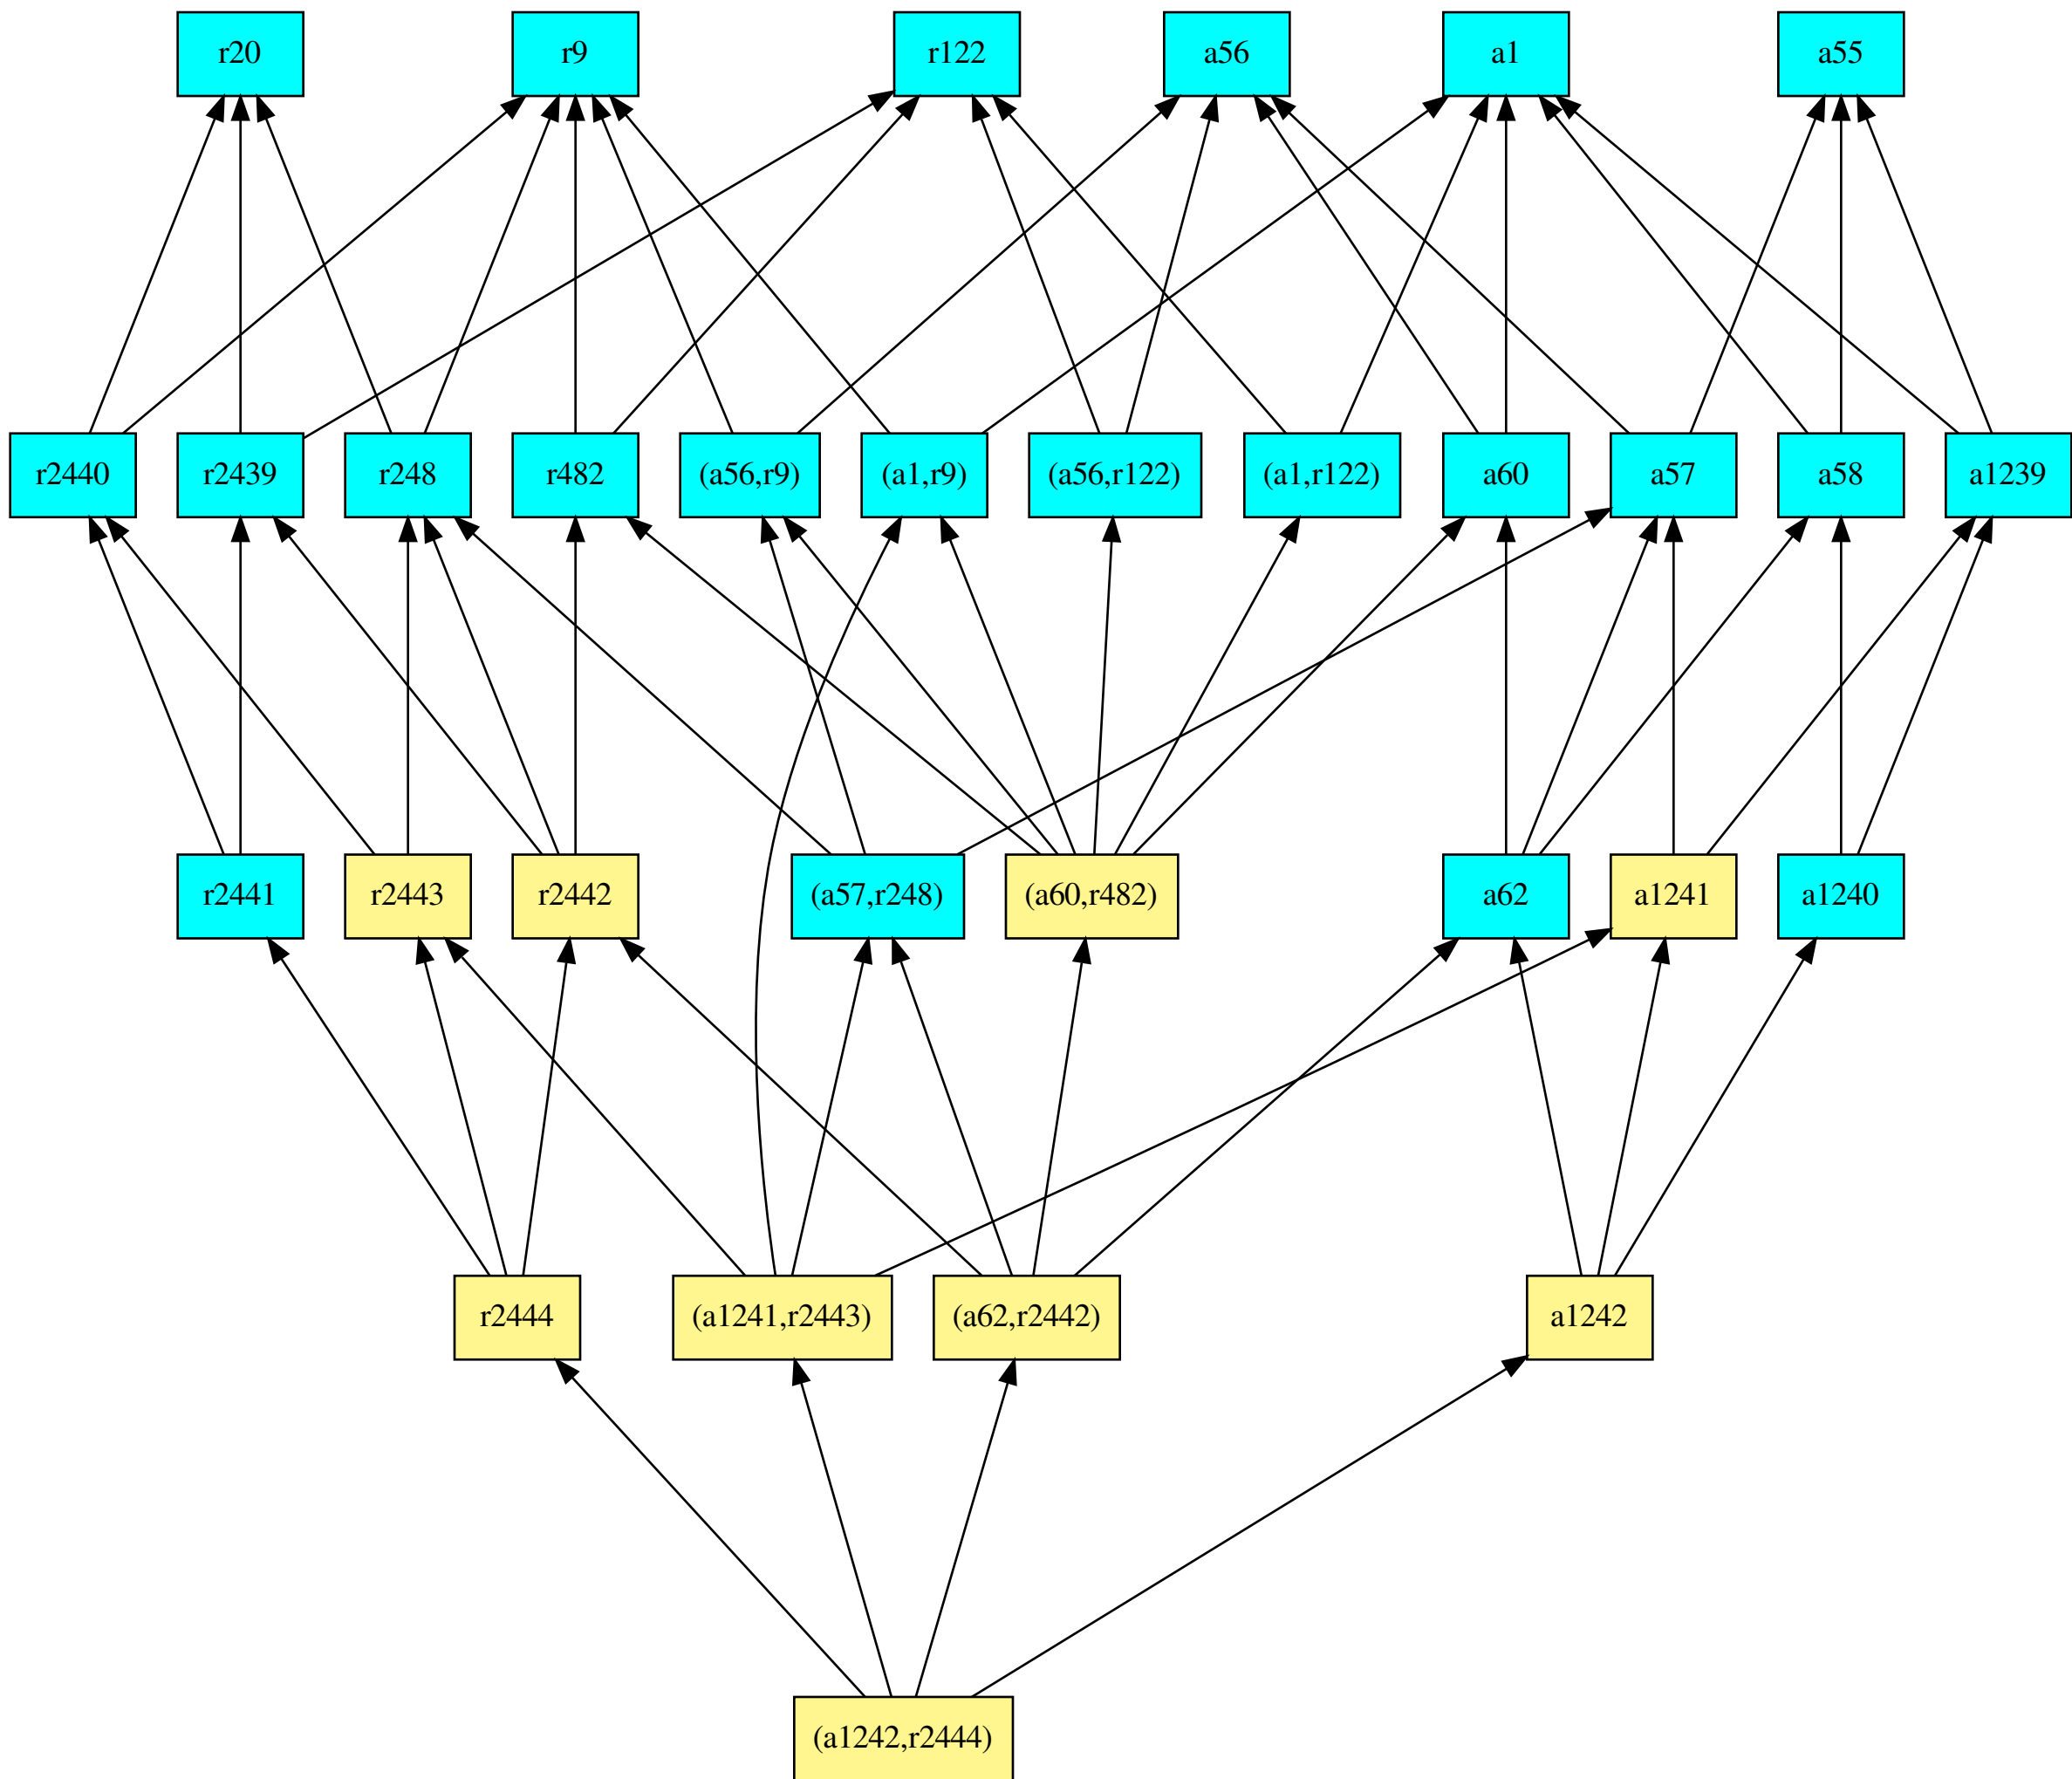 r20
r9
r122
a56
a1
a55
r2440
r2439
r248
r482
(a56,r9)
(a1,r9)
(a56,r122)
(a1,r122)
a60
a57
a58
a1239
r2441
r2443
r2442
(a57,r248)
(a60,r482)
a62
a1241
a1240
r2444
(a1241,r2443)
(a62,r2442)
a1242
(a1242,r2444)